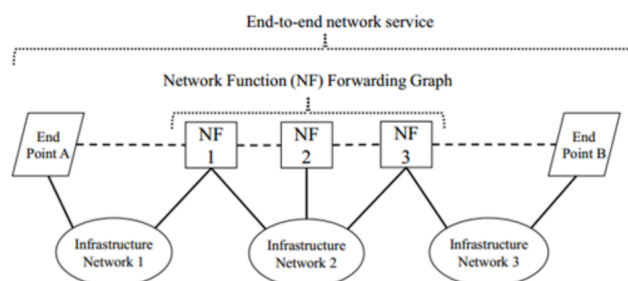 End-to-end network service
Network Function (NF) Forwarding Graph
End
Point A
NF
1
NF
2
NF
3
End
Point B
Infrastructure
Network 1
Infrastructure
Network 2
Infrastructure
Network 3